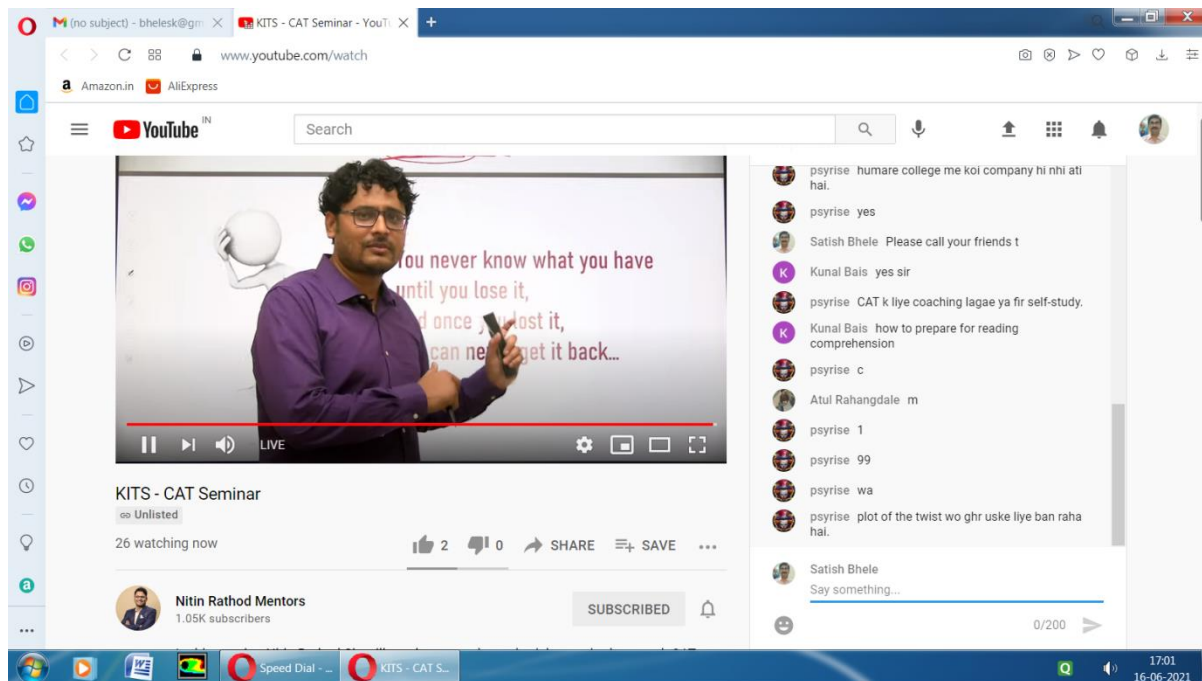 (no subject) - bhelesk@gm
KITS - CAT Seminar - YouT
www.youtube.com/watch
Amazon.in
AliExpress
YouTube IN
Search
You never know what you have
until you lose it,
lost it,
get it back...
LIVE
KITS - CAT Seminar
Unlisted
26 watching now
2
0
SHARE
SAVE
Nitin Rathod Mentors
1.05K subscribers
SUBSCRIBED
psyrise humare college me koi company hi nhi ati
hai.
psyrise yes
Satish Bhele Please call your friends t
Kunal Bais yes sir
psyrise CAT k liye coaching lagae ya fir self-study.
Kunal Bais how to prepare for reading
comprehension
psyrise c
Atul Rahangdale m
psyrise 1
psyrise 99
psyrise wa
psyrise plot of the twist wo ghr uske liye ban raha
hai.
Satish Bhele
Say something...
0/200
Speed Dial - ...
KITS - CAT S...
17:01
16-06-2021